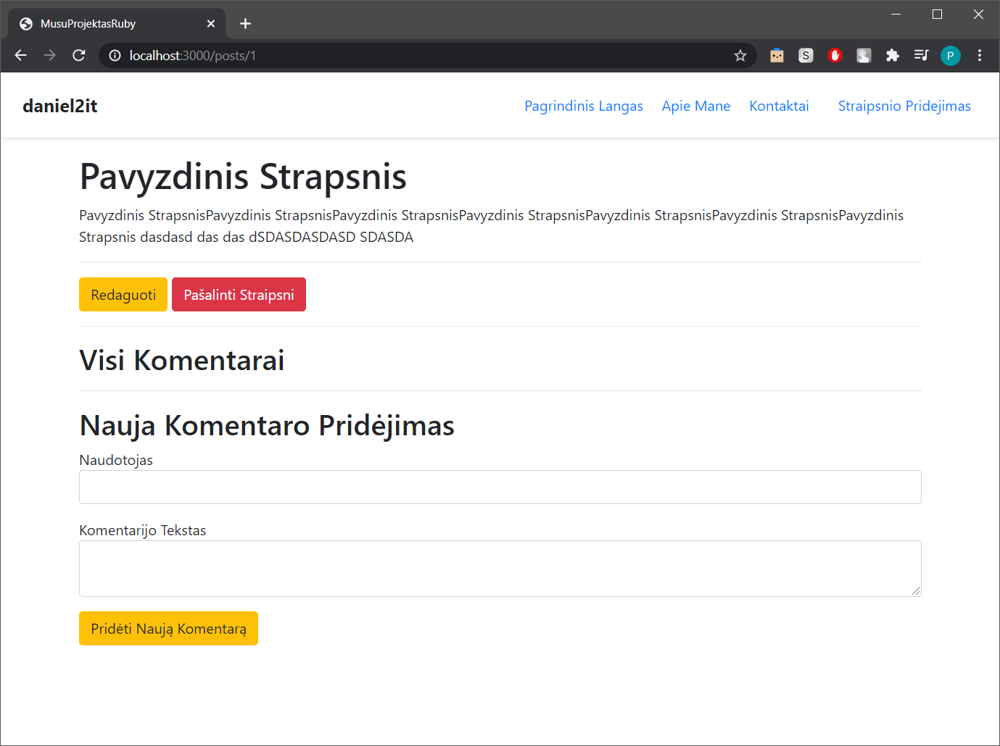 MusuProjektasRuby
localhost:3000/posts/1
S
P
daniel2it
Pagrindinis Langas
Apie Mane
Kontaktai
Straipsnio Pridejimas
Pavyzdinis Strapsnis
Pavyzdinis StrapsnisPavyzdinis StrapsnisPavyzdinis StrapsnisPavyzdinis StrapsnisPavyzdinis StrapsnisPavyzdinis StrapsnisPavyzdinis
Strapsnis dasdasd das das dSDASDASDASD SDASDA
Redaguoti
Pašalinti Straipsni
Visi Komentarai
Nauja Komentaro Pridėjimas
Naudotojas
Komentarijo Tekstas
Pridėti Naują Komentarą